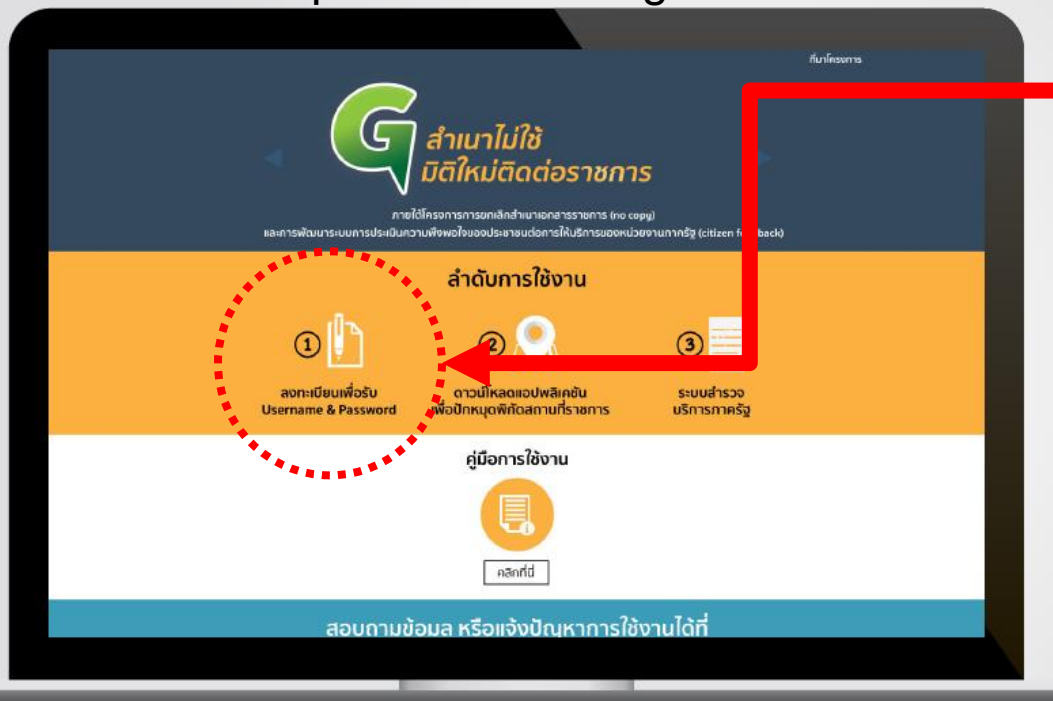 ที่มาโครงการ
G
สำเนาไม่ใช้
มิติใหม่ติดต่อราชการ
ภายใต้โครงการการยกเลิกสำเนาเอกสารราชการ (no copy)
และการพัฒนาระบบการประเมินความพึงพอใจของประชาชนต่อการให้บริการของหน่วยงานภาครัฐ (citizen
ลำดับการใช้งาน
1
ลงทะเบียนเพื่อรับ
Username & Password
2
ดาวน์โหลดแอปพลิเคชัน
เพื่อปักหมุดพิกัดสถานที่ราชการ
3
ระบบสำรวจ
บริการภาครัฐ
คู่มือการใช้งาน
คลิกที่นี่
สอบถามข้อมูล หรือแจ้งปัญหาการใช้งานได้ที่